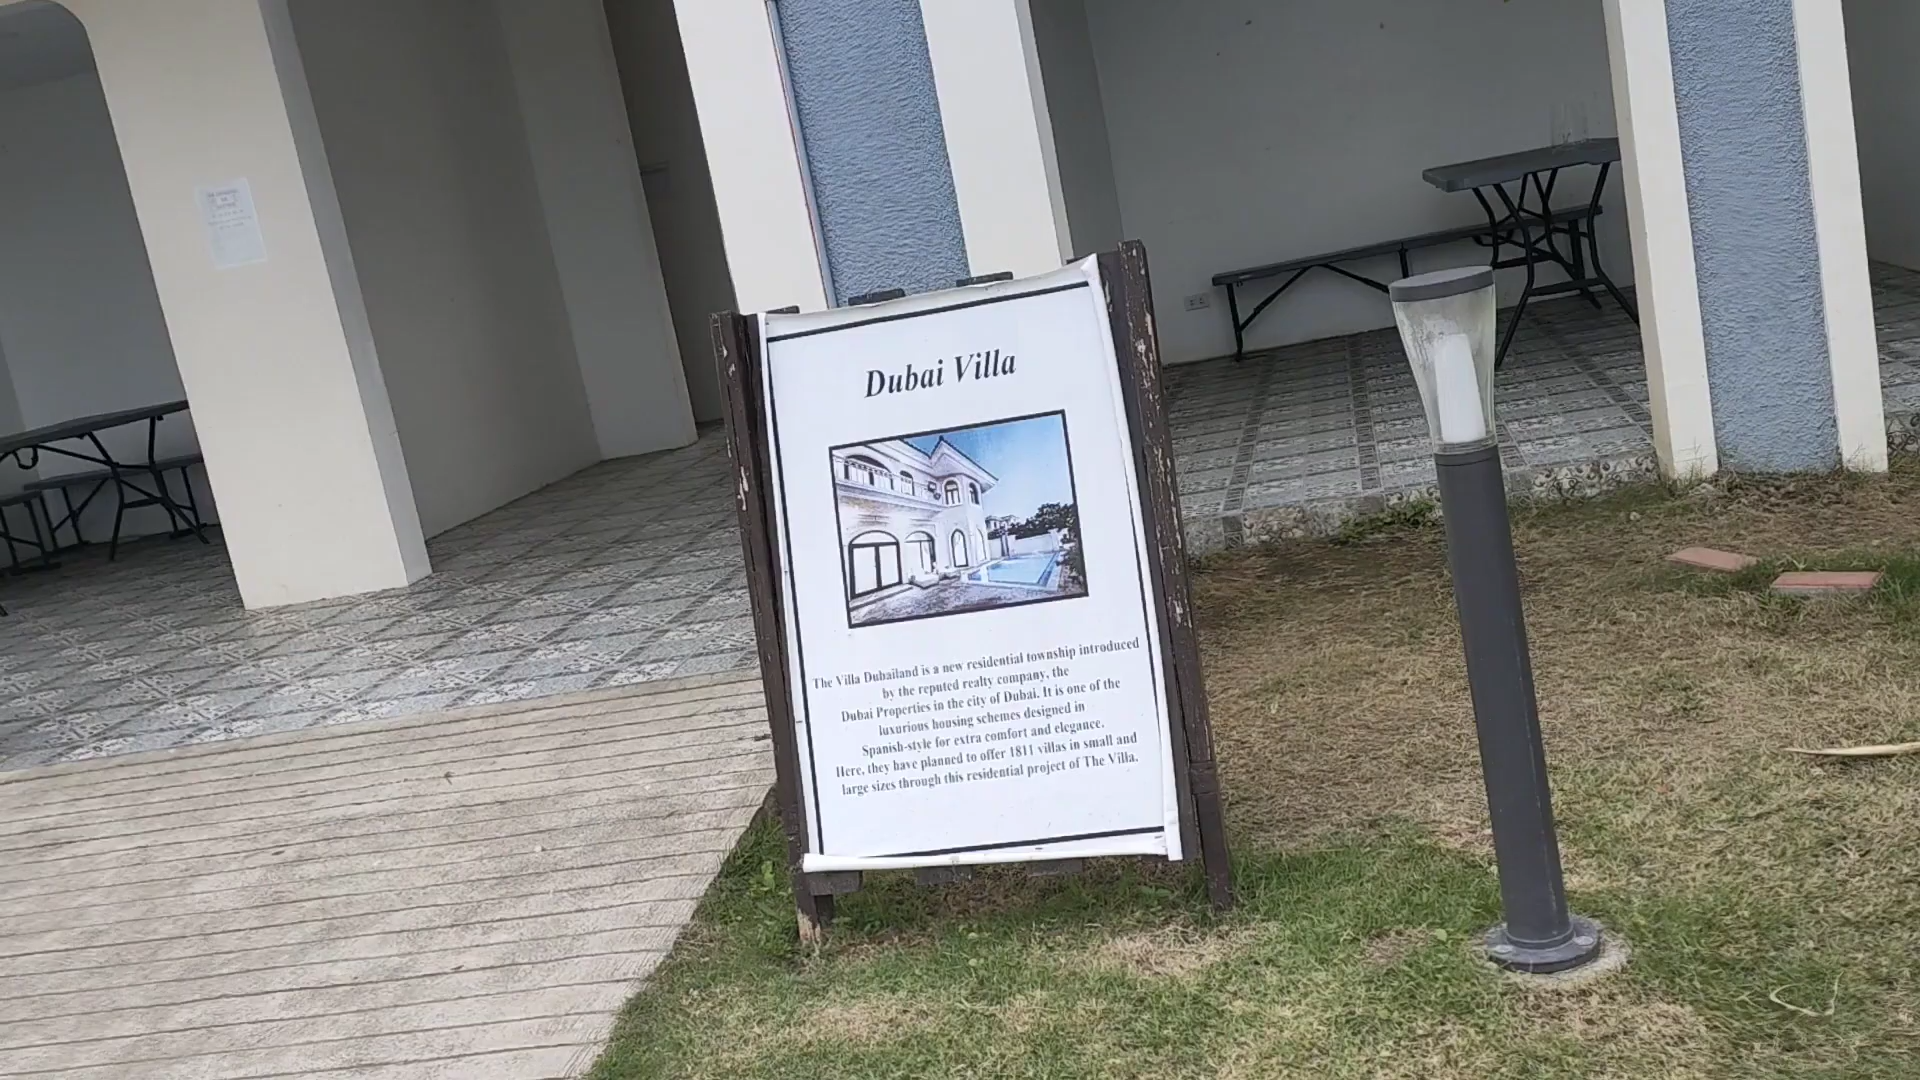 Dubai Villa
The Villa Dubailand is a new residential township introduced
by the reputed realty company, the
Dubai Properties in the city of Dubai. It is one of the
luxurious housing schemes designed in
Spanish-style for extra comfort and elegance.
Here, they have planned to offer 1811 villas in small and
large sizes through this residential project of The Villa.